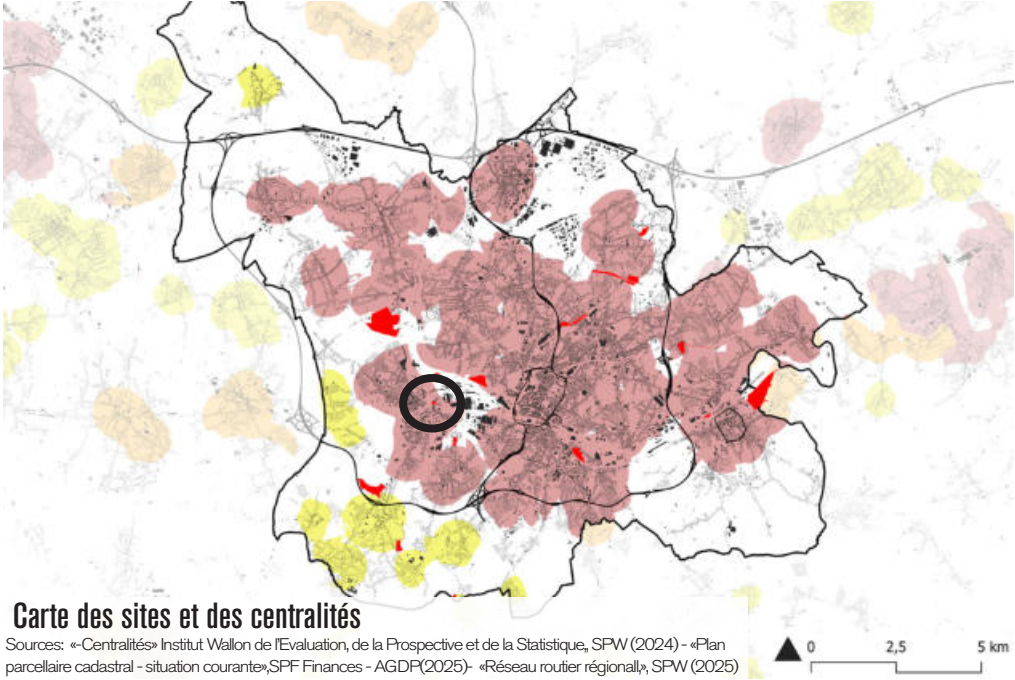 Carte des sites et des centralités
Sources: «-Centralités» Institut Wallon de l'Evaluation, de la Prospective et de la Statistique,, SPW (2024) - «Plan
parcellaire cadastral - situation courante»,SPF Finances - AGDP(2025)- «Réseau routier régional,», SPW (2025)
0 2,5 5 km